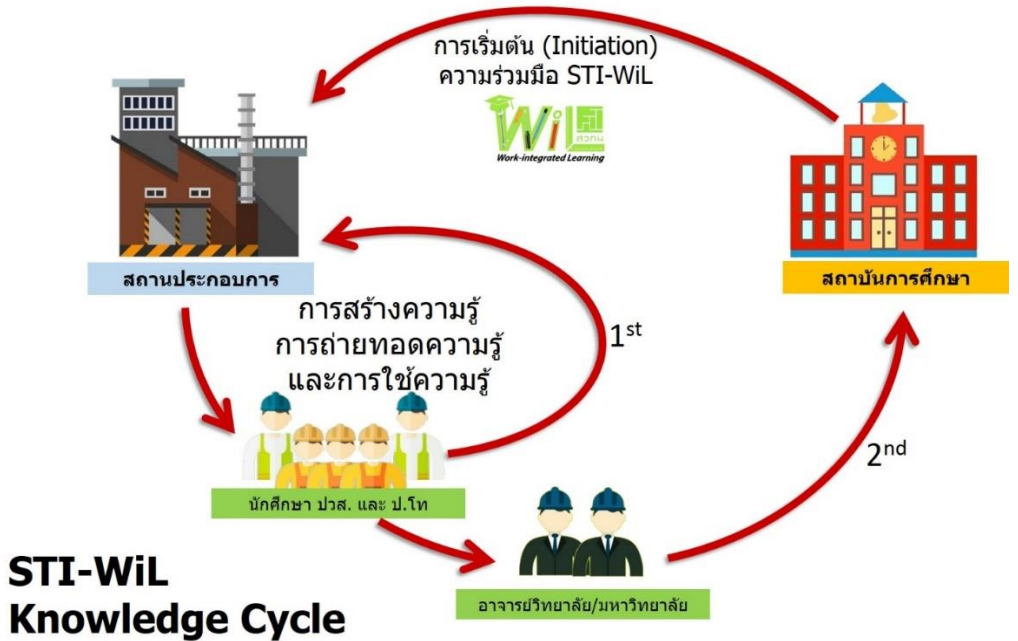 การเริ่มต้น (Initiation)
ความร่วมมือ STI-WiL
WiL
สวทน
Work-integrated Learning
สถานประกอบการ
สถาบันการศึกษา
การสร้างความรู้
การถ่ายทอดความรู้
และการใช้ความรู้
1st
2nd
นักศึกษา ปวส. และ ป.โท
อาจารย์วิทยาลัย/มหาวิทยาลัย
STI-WiL
Knowledge Cycle